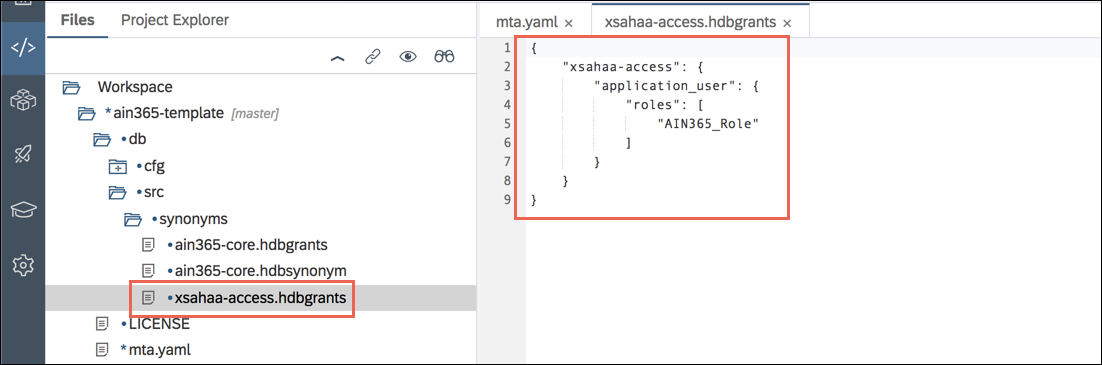 Files Project Explorer
Workspace
*ain365-template [master]
db
cfg
src
synonyms
ain365-core.hdbgrants
ain365-core.hdbsynonym
xsahaa-access.hdbgrants
LICENSE
*mta.yaml
mta.yaml × xsahaa-access.hdbgrants ×
1 {
2 "xsahaa-access": {
3 "application_user": {
4 "roles": [
5 "AIN365_Role"
6 ]
7 }
8 }
9 }